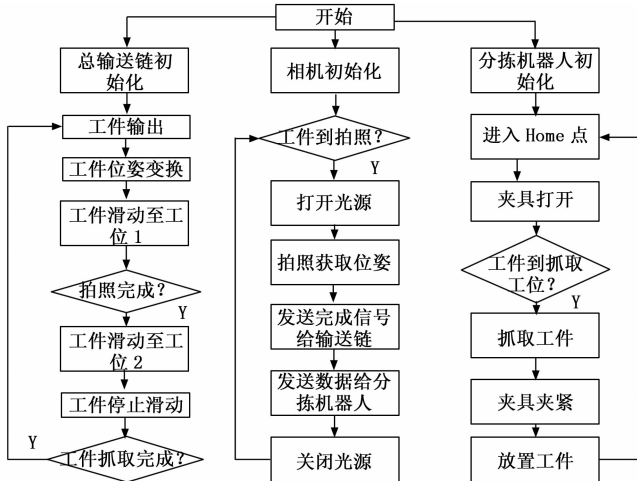 开始
总输送链初
始化
工件输出
工件位姿变换
工件滑动至工
位1
拍照完成?
Y
工件滑动至工
位2
工件停止滑动
Y
工件抓取完成?
相机初始化
工件到拍照?
Y
打开光源
拍照获取位姿
发送完成信号
给输送链
发送数据给分
拣机器人
关闭光源
分拣机器人初
始化
进入 Home 点
夹具打开
工件到抓取
工位?
Y
抓取工件
夹具夹紧
放置工件